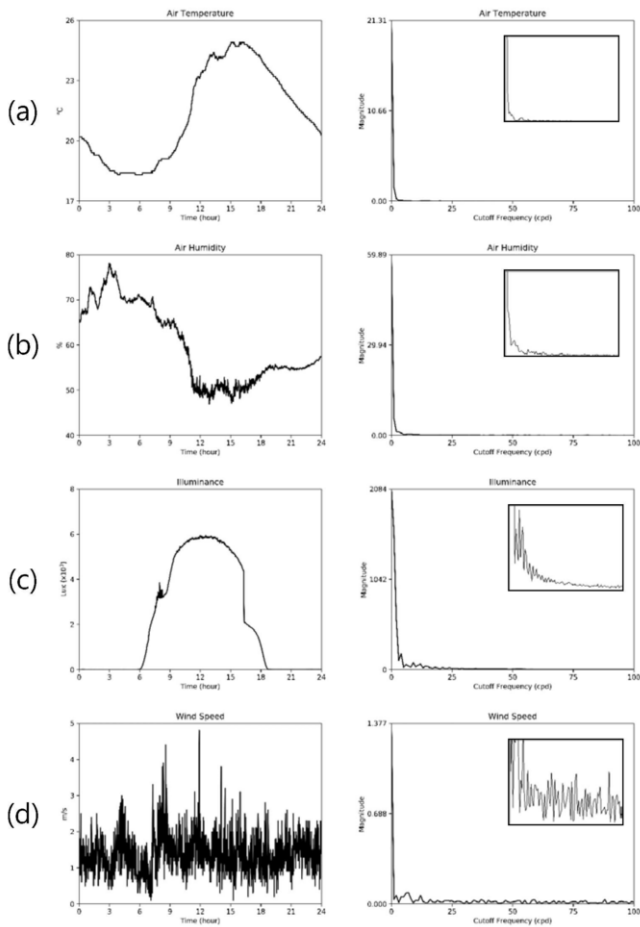 Air Temperature
Air Temperature
(a)
°C
26
23
20
17
0 3 6 9 12 15 18 21 24
Time (hour)
Magnitude
21.31
10.66
0.00
0 25 50 75 100
Cutoff Frequency (cpd)
Air Humidity
Air Humidity
(b)
%
80
70
60
50
40
0 3 6 9 12 15 18 21 24
Time (hour)
Magnitude
59.89
29.94
0.00
0 25 50 75 100
Cutoff Frequency (cpd)
Illuminance
Illuminance
(c)
Lux (x10³)
8
6
4
2
0
0 3 6 9 12 15 18 21 24
Time (hour)
Magnitude
2084
1042
0
0 25 50 75 100
Cutoff Frequency (cpd)
Wind Speed
Wind Speed
(d)
m/s
5
4
3
2
1
0
0 3 6 9 12 15 18 21 24
Time (hour)
Magnitude
1.377
0.688
0.000
0 25 50 75 100
Cutoff Frequency (cpd)